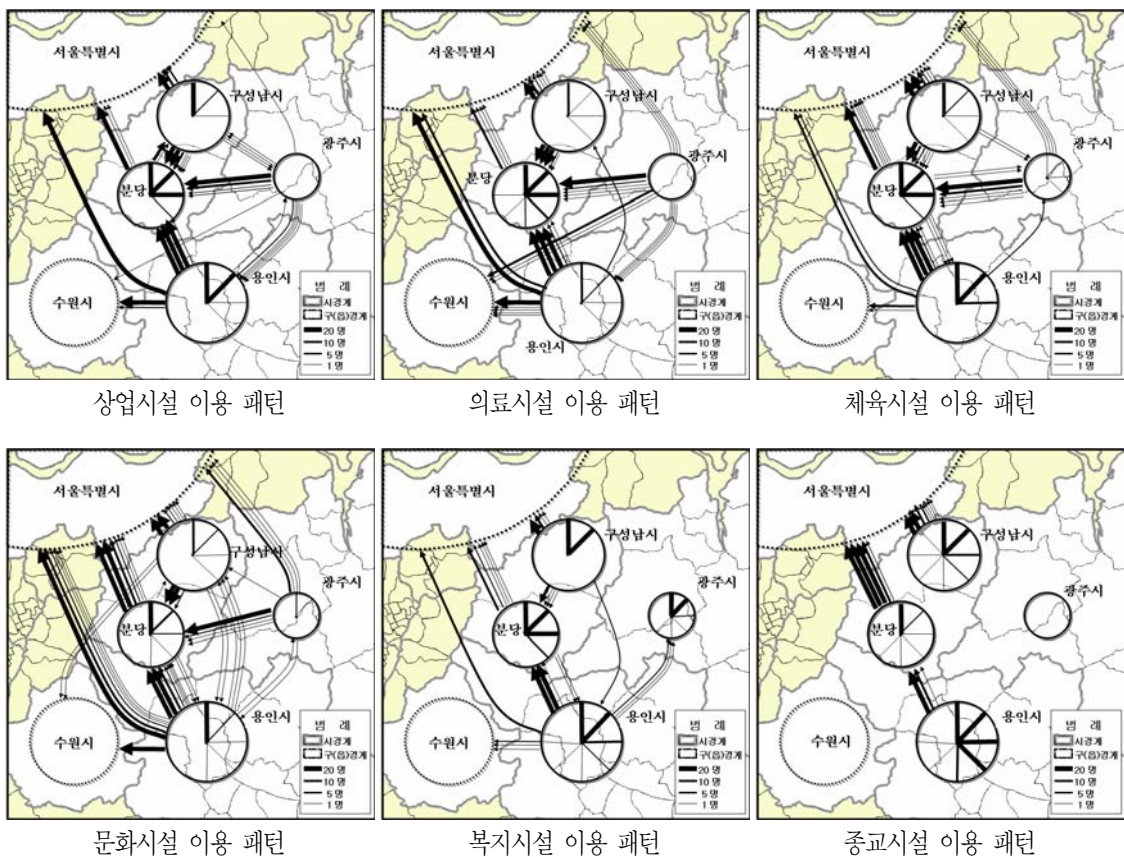 서울특별시
구성남시
광주시
분당
용인시
수원시
범 례
시경계
구(읍)경계
20 명
10 명
5 명
1 명
상업시설 이용 패턴
서울특별시
구성남시
광주시
분당
수원시
용인시
범 례
시경계
구(읍)경계
20 명
10 명
5 명
1 명
의료시설 이용 패턴
서울특별시
구성남시
광주시
분당
용인시
수원시
범 례
시경계
구(읍)경계
20 명
10 명
5 명
1 명
체육시설 이용 패턴
서울특별시
구성남시
광주시
분당
용인시
수원시
범 례
시경계
구(읍)경계
20 명
10 명
5 명
1 명
문화시설 이용 패턴
서울특별시
구성남시
광주시
분당
용인시
수원시
범 례
시경계
구(읍)경계
20 명
10 명
5 명
1 명
복지시설 이용 패턴
서울특별시
구성남시
광주시
분당
용인시
수원시
범 례
시경계
구(읍)경계
20 명
10 명
5 명
1 명
종교시설 이용 패턴